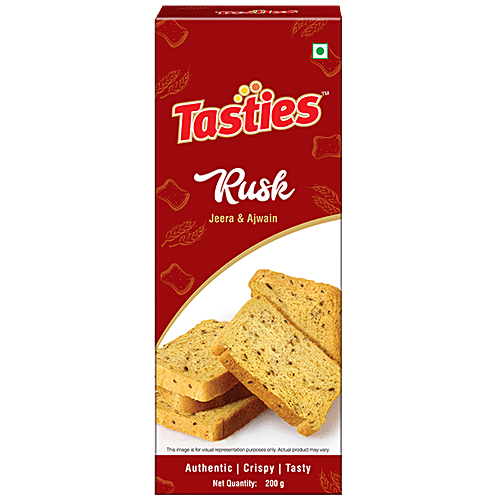 Tasties™
Rusk
Jeera & Ajwain
This image is for visual representation purposes only. Actual product may vary.
Authentic | Crispy | Tasty
Net Quantity: 200 g